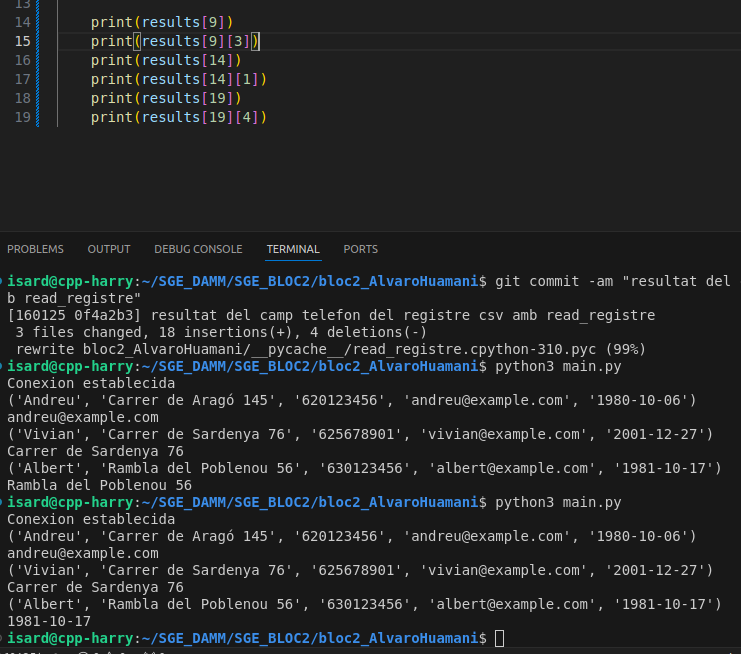 13
14 print(results[9])
15 print(results[9][3])
16 print(results[14])
17 print(results[14][1])
18 print(results[19])
19 print(results[19][4])
PROBLEMS OUTPUT DEBUG CONSOLE TERMINAL PORTS
isard@cpp-harry:~/SGE_DAMM/SGE_BLOC2/bloc2_AlvaroHuamani$ git commit -am "resultat del
b read_registre"
[160125 0f4a2b3] resultat del camp telefon del registre csv amb read_registre
3 files changed, 18 insertions(+), 4 deletions(-)
rewrite bloc2_AlvaroHuamani/__pycache__/read_registre.cpython-310.pyc (99%)
isard@cpp-harry:~/SGE_DAMM/SGE_BLOC2/bloc2_AlvaroHuamani$ python3 main.py
Conexion establecida
('Andreu', 'Carrer de Aragó 145', '620123456', 'andreu@example.com', '1980-10-06')
andreu@example.com
('Vivian', 'Carrer de Sardenya 76', '625678901', 'vivian@example.com', '2001-12-27')
Carrer de Sardenya 76
('Albert', 'Rambla del Poblenou 56', '630123456', 'albert@example.com', '1981-10-17')
Rambla del Poblenou 56
isard@cpp-harry:~/SGE_DAMM/SGE_BLOC2/bloc2_AlvaroHuamani$ python3 main.py
Conexion establecida
('Andreu', 'Carrer de Aragó 145', '620123456', 'andreu@example.com', '1980-10-06')
andreu@example.com
('Vivian', 'Carrer de Sardenya 76', '625678901', 'vivian@example.com', '2001-12-27')
Carrer de Sardenya 76
('Albert', 'Rambla del Poblenou 56', '630123456', 'albert@example.com', '1981-10-17')
1981-10-17
isard@cpp-harry:~/SGE_DAMM/SGE_BLOC2/bloc2_AlvaroHuamani$